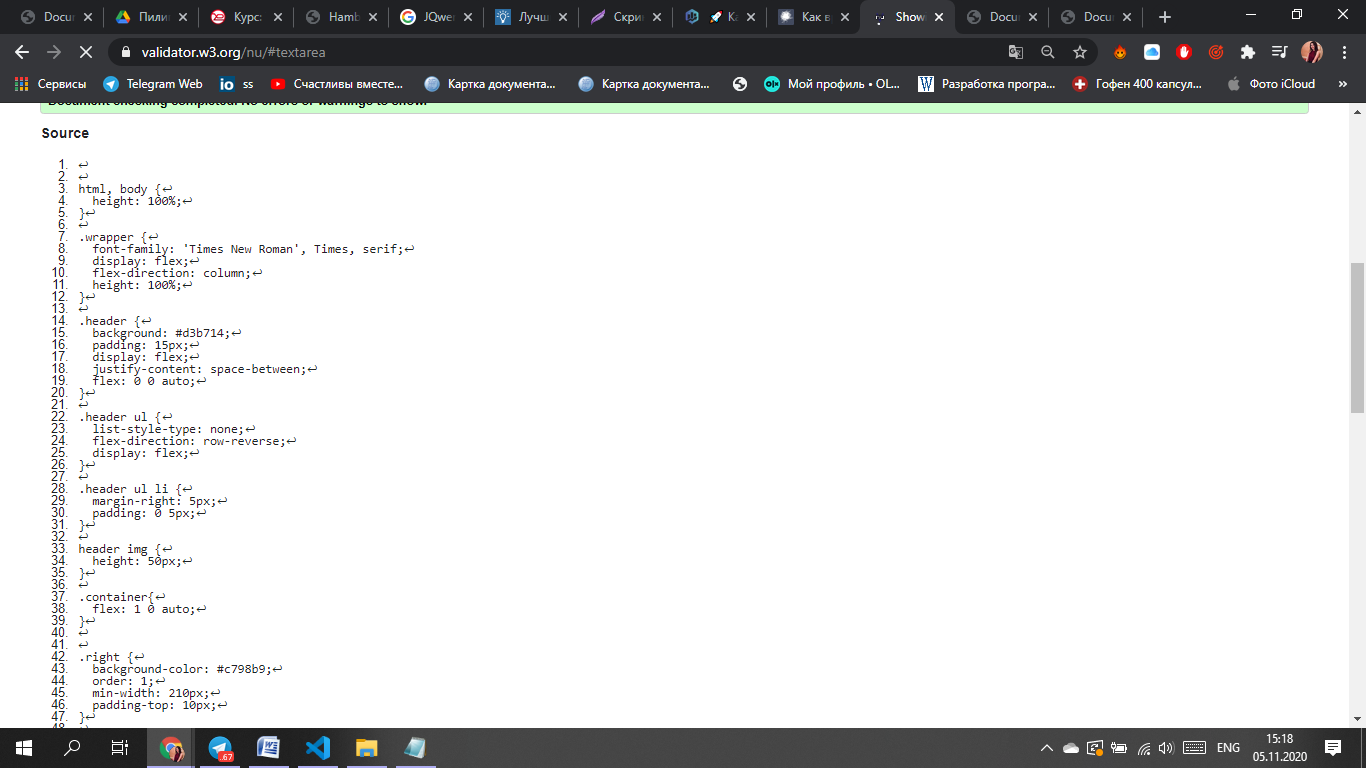 Docur
Пили
Курс:
Hamb
JQwer
Лучш
Скри
Ка
Как в
Show
Docu
Docu
validator.w3.org/nu/#textarea
Сервисы
Telegram Web
ss
Счастливы вместе...
Картка документа...
Картка документа...
Мой профиль • OL...
Разработка програ...
Гофен 400 капсул...
Фото iCloud
»
Document checking completed. No errors or warnings to show.
Source
1. ↩
2. ↩
3. html, body {↩
4. height: 100%;↩
5. }↩
6. ↩
7. .wrapper {↩
8. font-family: 'Times New Roman', Times, serif;↩
9. display: flex;↩
10. flex-direction: column;↩
11. height: 100%;↩
12. }↩
13. ↩
14. .header {↩
15. background: #d3b714;↩
16. padding: 15px;↩
17. display: flex;↩
18. justify-content: space-between;↩
19. flex: 0 0 auto;↩
20. }↩
21. ↩
22. .header ul {↩
23. list-style-type: none;↩
24. flex-direction: row-reverse;↩
25. display: flex;↩
26. }↩
27. ↩
28. .header ul li {↩
29. margin-right: 5px;↩
30. padding: 0 5px;↩
31. }↩
32. ↩
33. header img {↩
34. height: 50px;↩
35. }↩
36. ↩
37. .container{↩
38. flex: 1 0 auto;↩
39. }↩
40. ↩
41. ↩
42. .right {↩
43. background-color: #c798b9;↩
44. order: 1;↩
45. min-width: 210px;↩
46. padding-top: 10px;↩
47. }↩
48.
67
ENG
15:18
05.11.2020